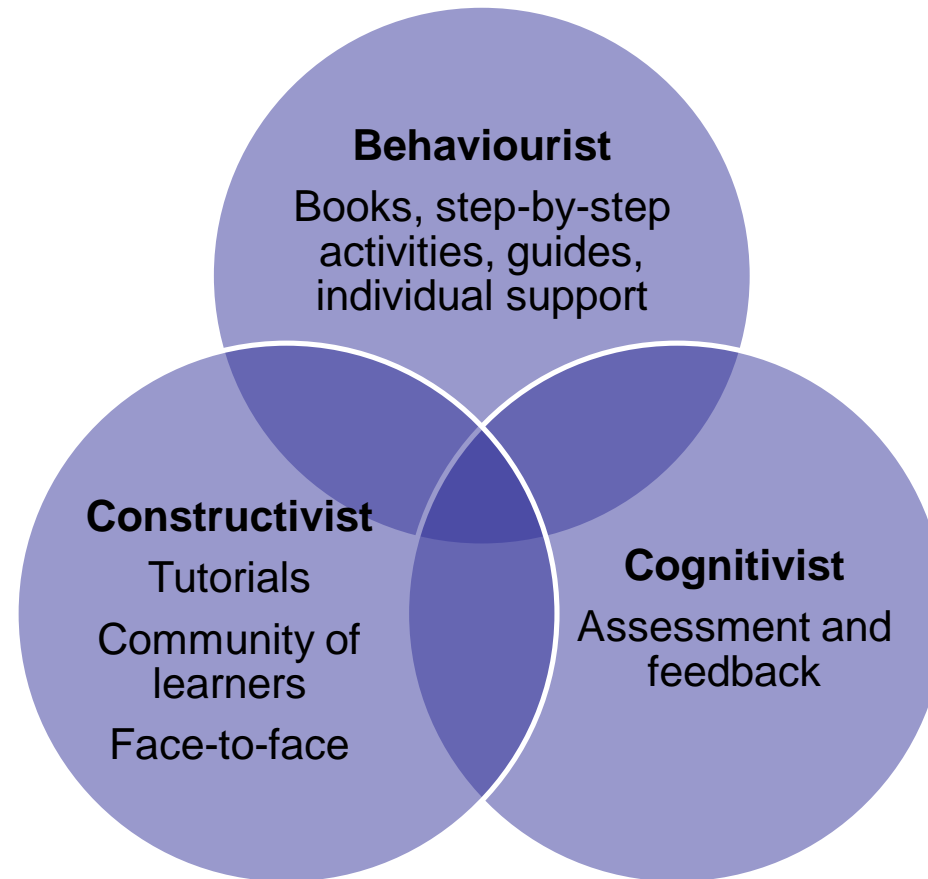 Behaviourist
Books, step-by-step
activities, guides,
individual support
Constructivist
Tutorials
Community of
learners
Face-to-face
Cognitivist
Assessment and
feedback